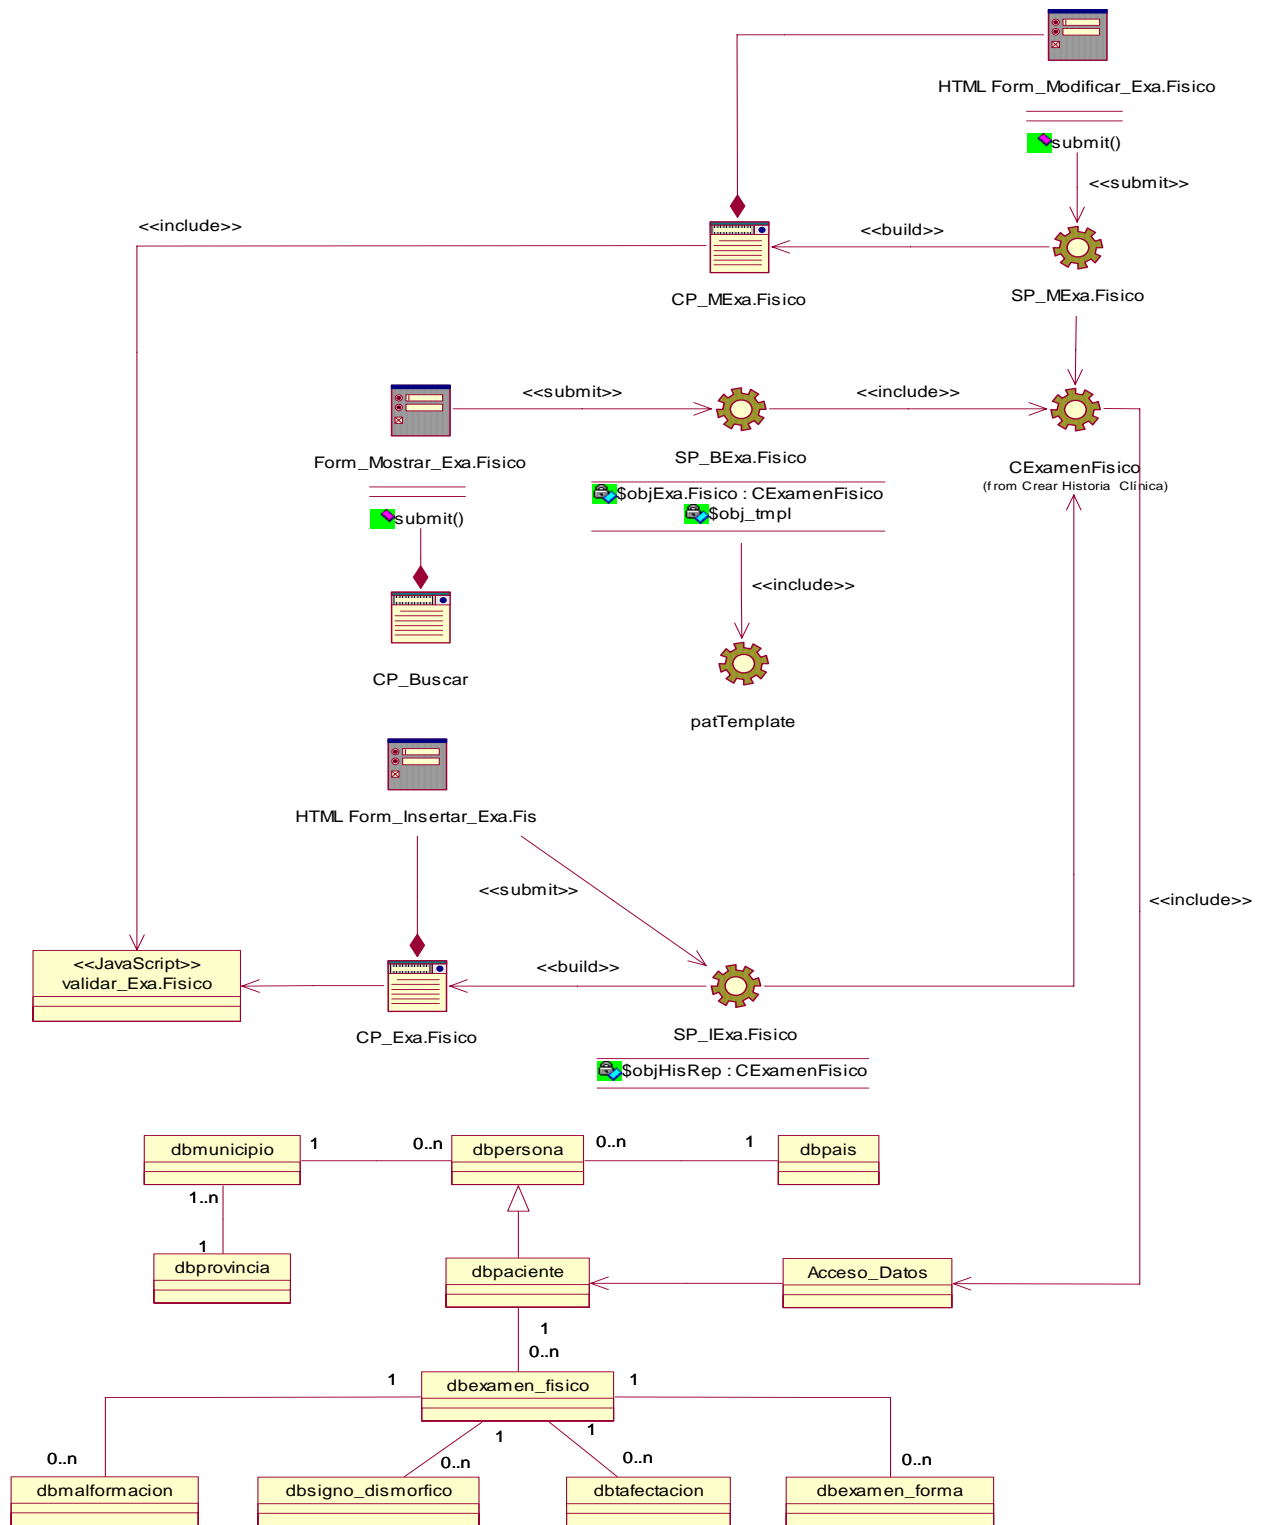 HTML Form_Modificar_Exa.Fisico
submit()
<<submit>>
<<include>>
<<build>>
CP_MExa.Fisico
SP_MExa.Fisico
<<submit>>
<<include>>
Form_Mostrar_Exa.Fisico
SP_BExa.Fisico
CExamenFisico
(from Crear Historia Clínica)
$objExa.Fisico : CExamenFisico
$obj_tmpl
submit()
<<include>>
CP_Buscar
patTemplate
HTML Form_Insertar_Exa.Fis
<<submit>>
<<include>>
<<JavaScript>>
validar_Exa.Fisico
<<build>>
CP_Exa.Fisico
SP_IExa.Fisico
$objHisRep : CExamenFisico
dbmunicipio
1
0..n
dbpersona
0..n
1
dbpais
1..n
1
dbprovincia
dbpaciente
Acceso_Datos
1
0..n
1
dbexamen_fisico
1
1
1
0..n
0..n
0..n
0..n
dbmalformacion
dbsigno_dismorfico
dbtafectacion
dbexamen_forma